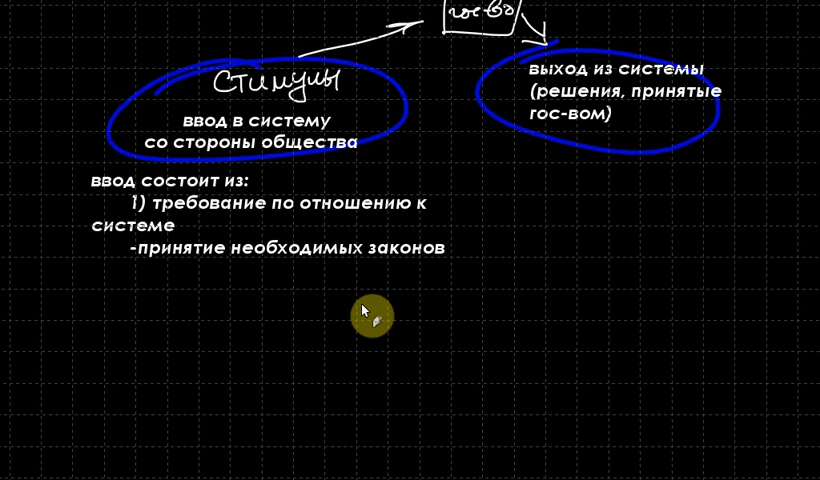 гос-во
Стимулы
ввод в систему
со стороны общества
выход из системы
(решения, принятые
гос-вом)
ввод состоит из:
1) требование по отношению к
системе
-принятие необходимых законов